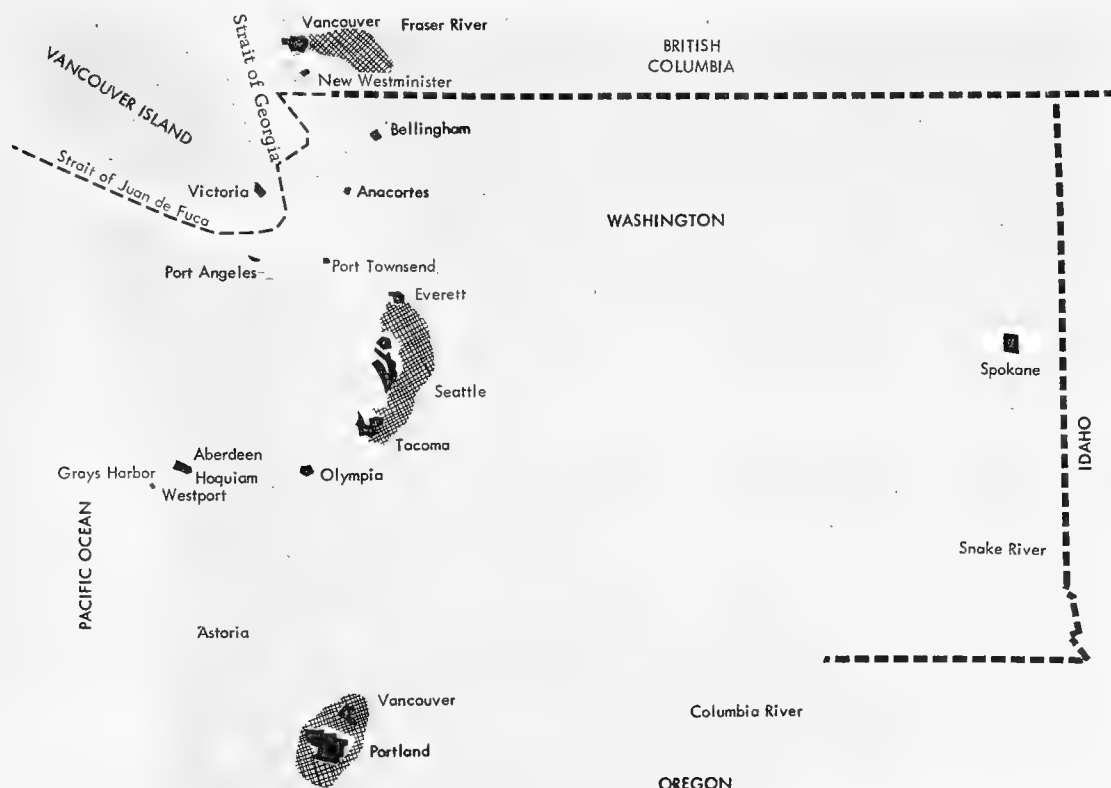 Vancouver
Fraser River
BRITISH
COLUMBIA
Strait of Georgia
VANCOUVER ISLAND
New Westminister
Bellingham
Strait of Juan de Fuca
Victoria
Anacortes
WASHINGTON
Port Angeles
Port Townsend
Everett
Spokane
Seattle
IDAHO
Tacoma
Aberdeen
Grays Harbor
Hoquiam
Olympia
Westport
PACIFIC OCEAN
Snake River
Astoria
Vancouver
Columbia River
Portland
OREGON